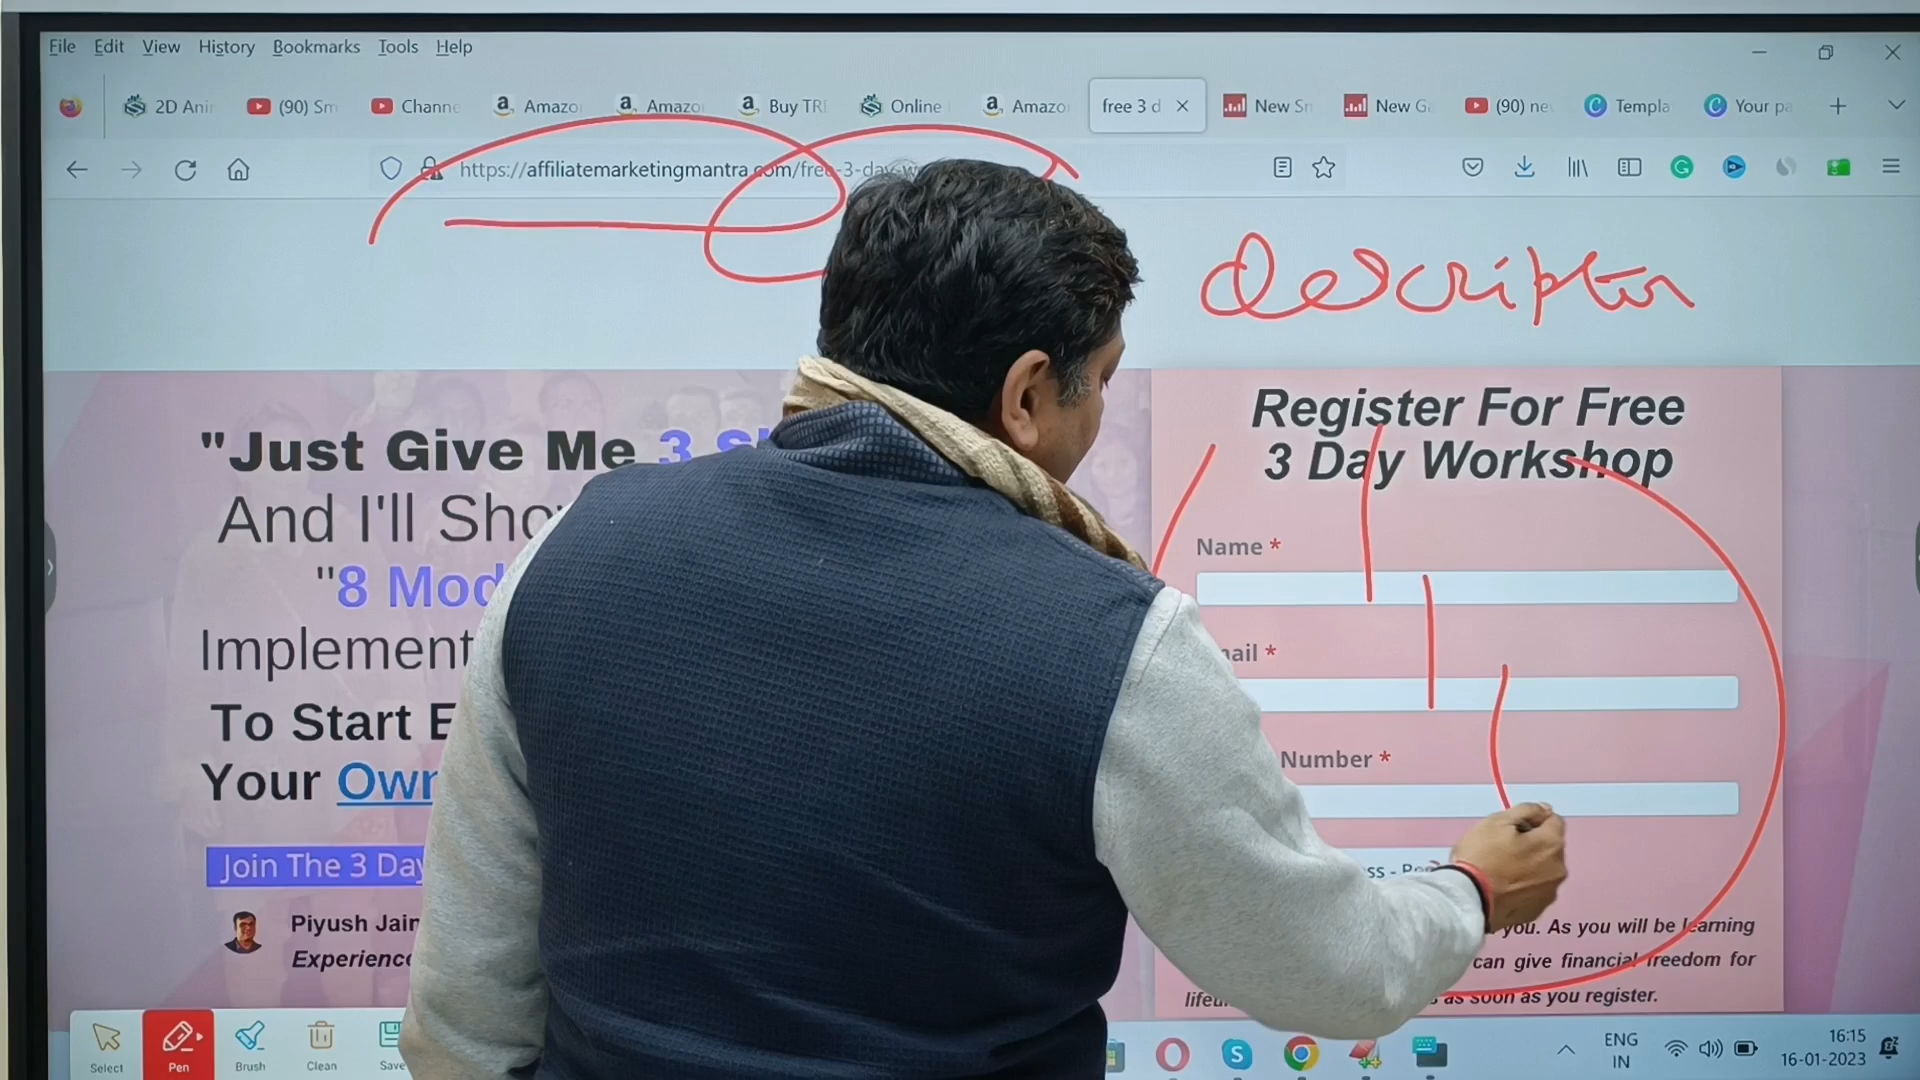 File Edit View History Bookmarks Tools Help
2D Ani (90) Sm Channe Amazo Amazo Buy TRI Online Amazo free 3 d New Sn New Ga (90) ne Templa Your pa
https://affiliatemarketingmantra.com/free-3-day-w
Register For Free
3 Day Workshop
"Just Give Me 3
And I'll Sho
"8 Mod
Implement
To Start
Your Own
Join The 3 Day
Piyush Jain
Experience
Name *
ail *
Number *
ss -
you. As you will be learning
can give financial freedom for
as soon as you register.
Select Pen Brush Clean Save
ENG
IN
16:15
16-01-2023